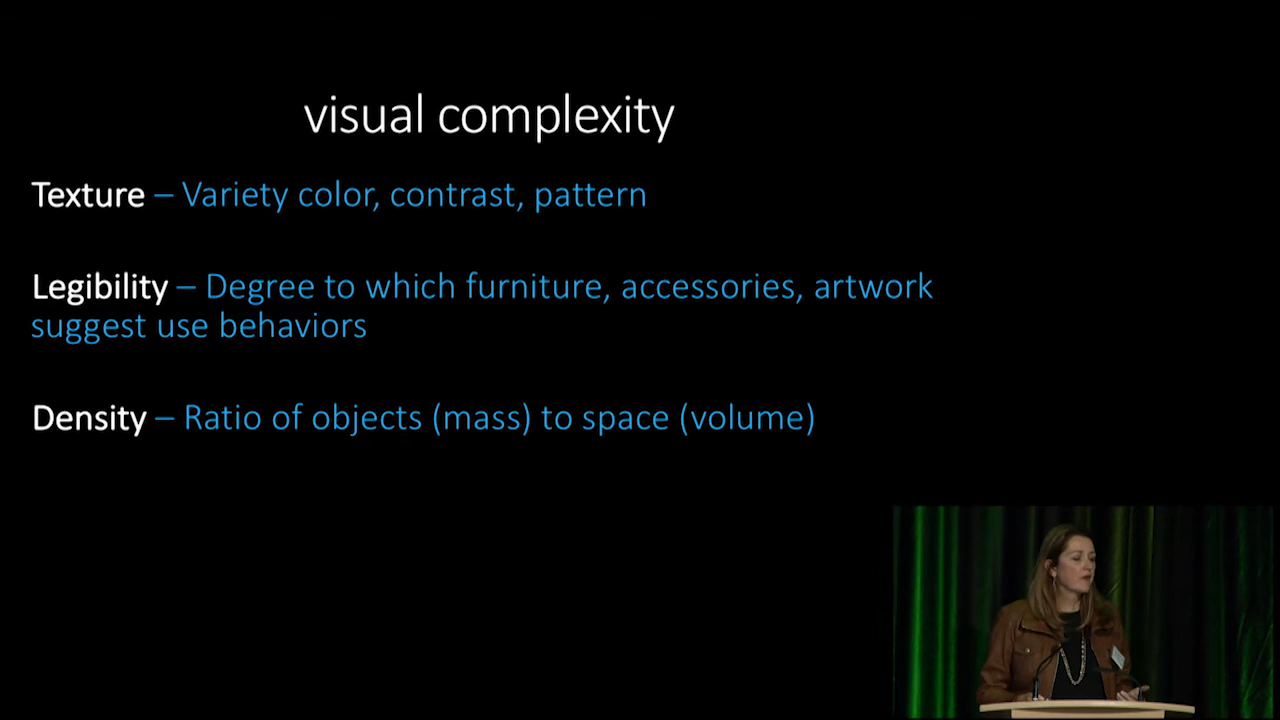 visual complexity
Texture – Variety color, contrast, pattern
Legibility – Degree to which furniture, accessories, artwork
suggest use behaviors
Density – Ratio of objects (mass) to space (volume)